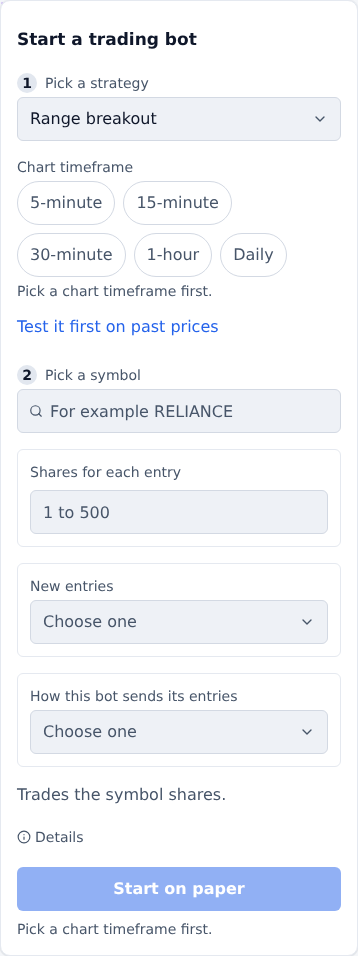 Start a trading bot
1 Pick a strategy
Range breakout
Chart timeframe
5-minute 15-minute
30-minute 1-hour Daily
Pick a chart timeframe first.
Test it first on past prices
2 Pick a symbol
For example RELIANCE
Shares for each entry
1 to 500
New entries
Choose one
How this bot sends its entries
Choose one
Trades the symbol shares.
Details
Start on paper
Pick a chart timeframe first.